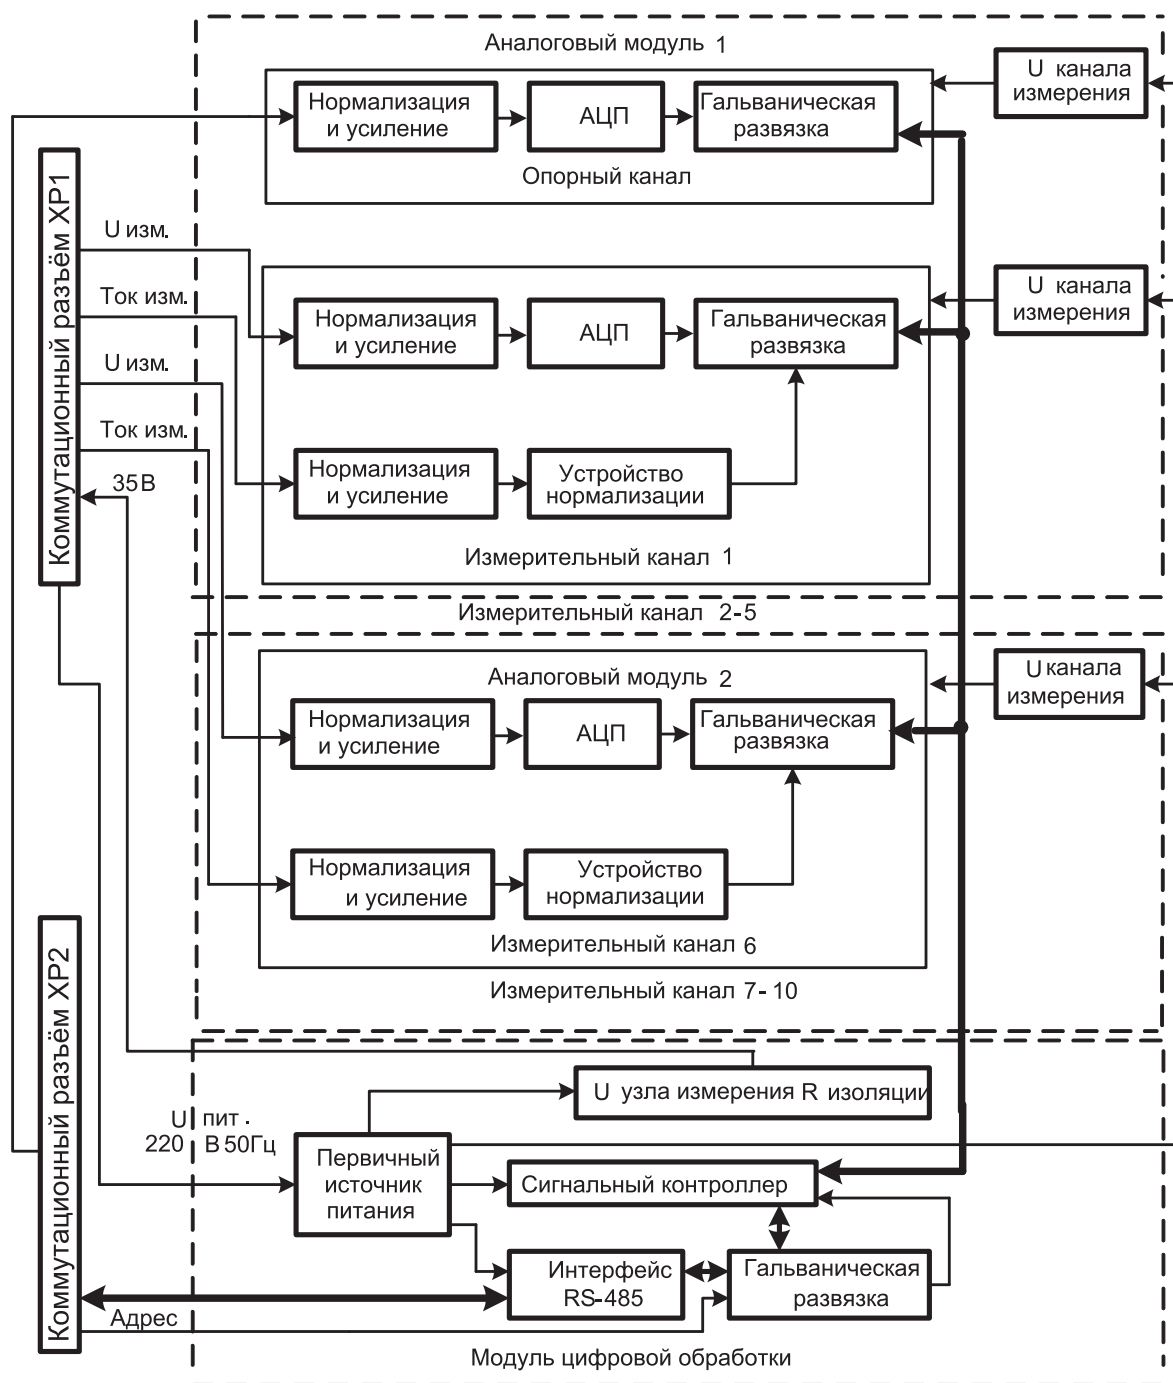 Аналоговый модуль 1
U канала
измерения
Нормализация
и усиление
АЦП
Гальваническая
развязка
Опорный канал
Коммутационный разъём XP1
U изм.
Ток изм.
U изм.
Ток изм.
35В
U канала
измерения
Нормализация
и усиление
АЦП
Гальваническая
развязка
Нормализация
и усиление
Устройство
нормализации
Измерительный канал 1
Измерительный канал 2-5
Аналоговый модуль 2
U канала
измерения
Нормализация
и усиление
АЦП
Гальваническая
развязка
Нормализация
и усиление
Устройство
нормализации
Измерительный канал 6
Измерительный канал 7-10
Коммутационный разъём XP2
U узла измерения R изоляции
U пит.
220 В 50Гц
Первичный
источник
питания
Сигнальный контроллер
Интерфейс
RS-485
Гальваническая
развязка
Адрес
Модуль цифровой обработки